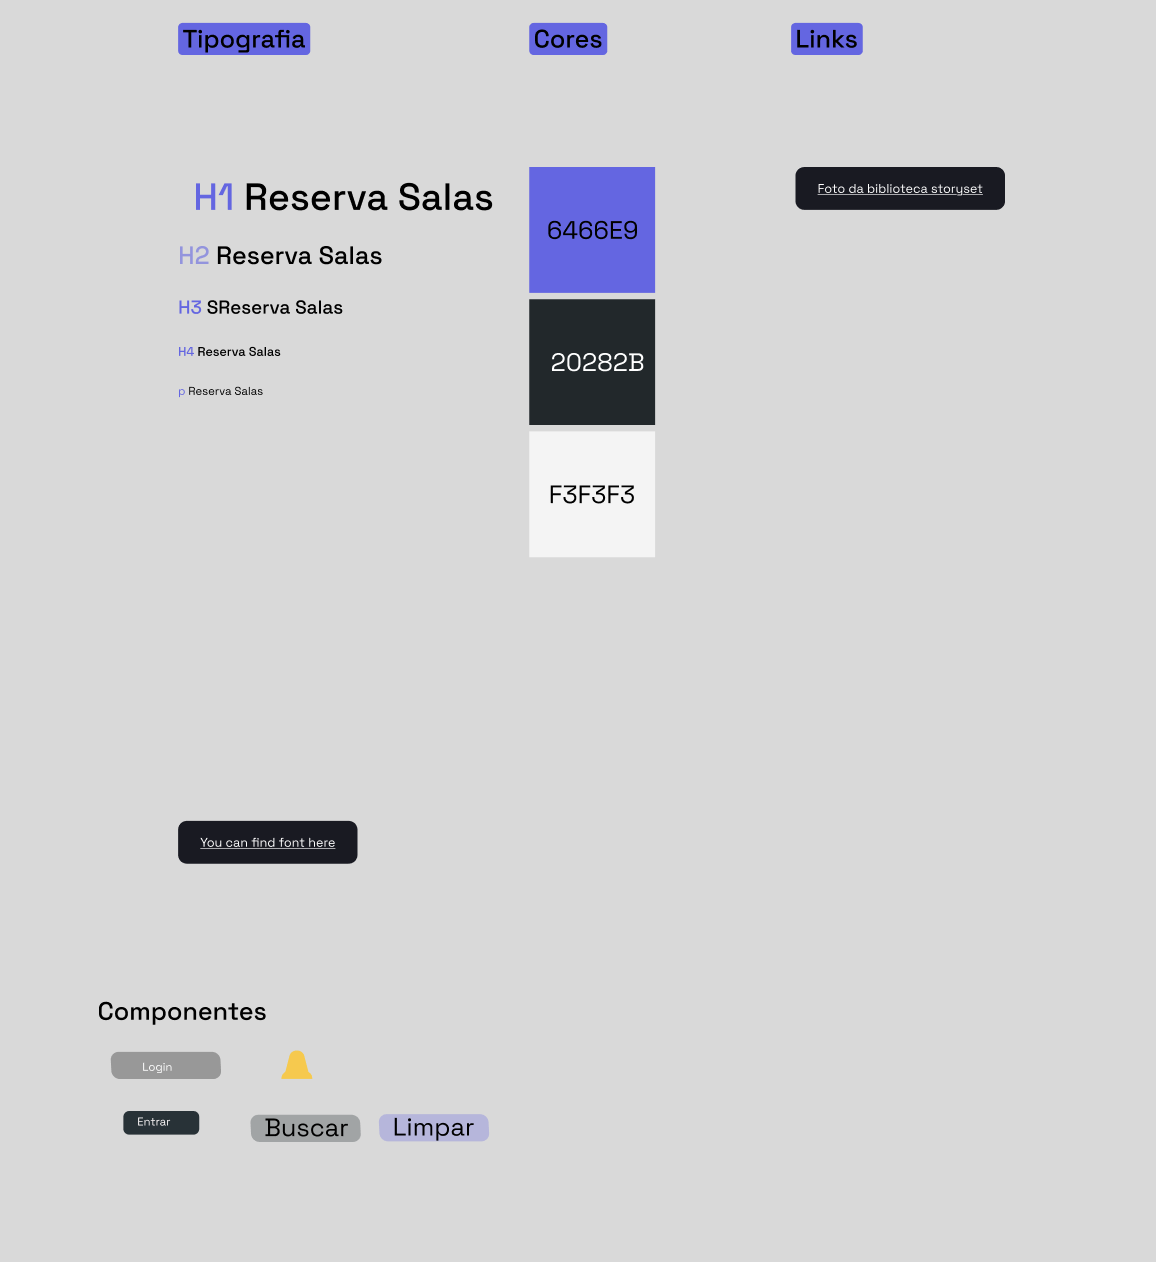 Tipografia
Cores
Links
H1 Reserva Salas
H2 Reserva Salas
H3 SReserva Salas
H4 Reserva Salas
p Reserva Salas
6466E9
20282B
F3F3F3
Foto da biblioteca storyset
You can find font here
Componentes
Login
Entrar
Buscar
Limpar